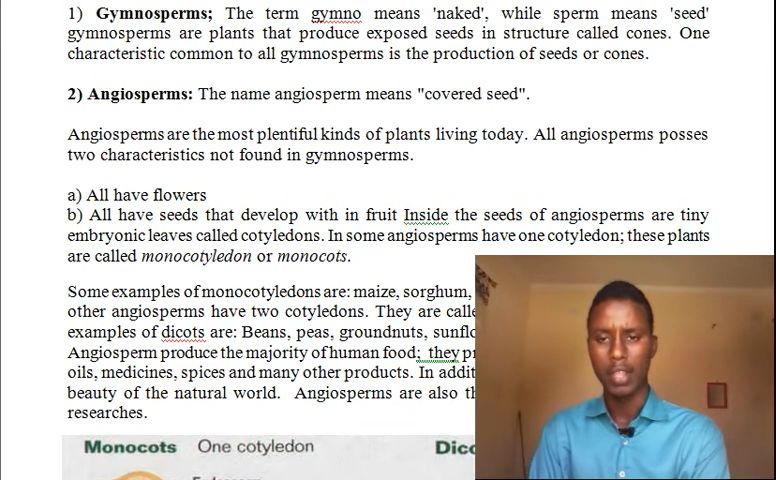 1) Gymnosperms; The term gymno means 'naked', while sperm means 'seed'
gymnosperms are plants that produce exposed seeds in structure called cones. One
characteristic common to all gymnosperms is the production of seeds or cones.
2) Angiosperms: The name angiosperm means "covered seed".
Angiosperms are the most plentiful kinds of plants living today. All angiosperms posses
two characteristics not found in gymnosperms.
a) All have flowers
b) All have seeds that develop with in fruit Inside the seeds of angiosperms are tiny
embryonic leaves called cotyledons. In some angiosperms have one cotyledon; these plants
are called monocotyledon or monocots.
Some examples of monocotyledons are: maize, sorghum,
other angiosperms have two cotyledons. They are
examples of dicots are: Beans, peas, groundnuts,
Angiosperm produce the majority of human food; they
oils, medicines, spices and many other products. In
beauty of the natural world. Angiosperms are also
researches.
Monocots One cotyledon